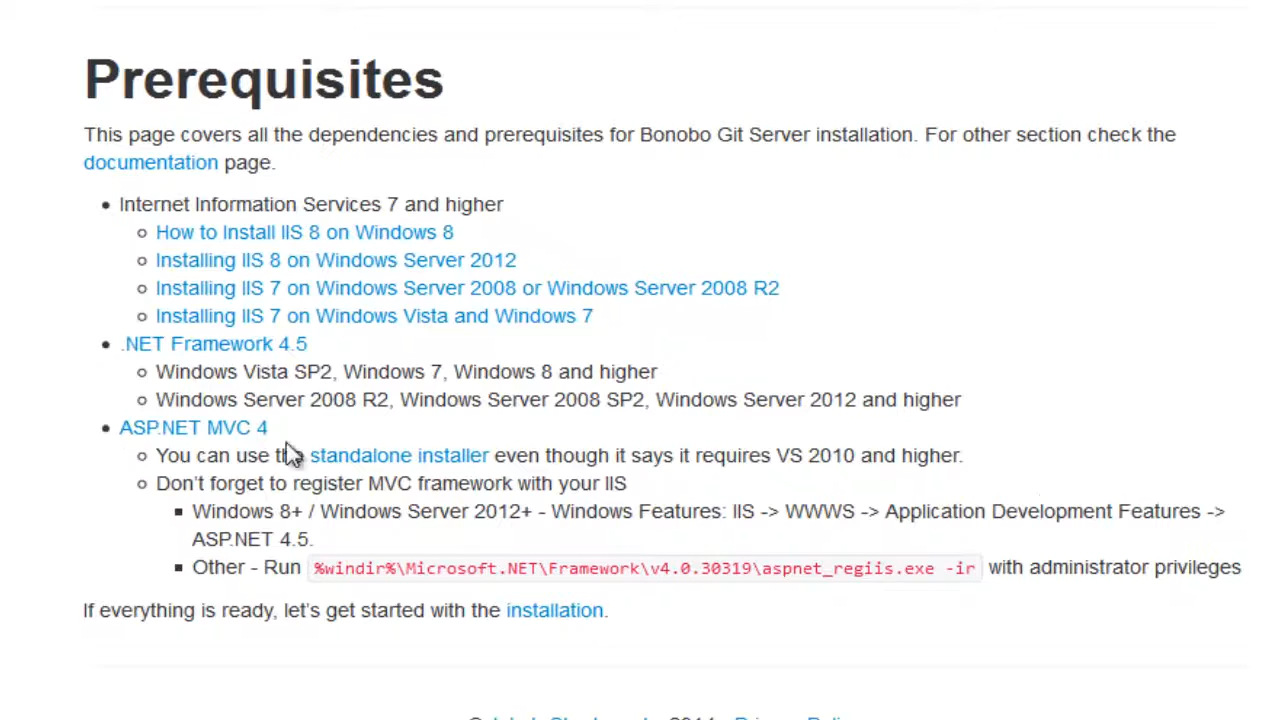 Prerequisites
This page covers all the dependencies and prerequisites for Bonobo Git Server installation. For other section check the
documentation page.
Internet Information Services 7 and higher
How to Install IIS 8 on Windows 8
Installing IIS 8 on Windows Server 2012
Installing IIS 7 on Windows Server 2008 or Windows Server 2008 R2
Installing IIS 7 on Windows Vista and Windows 7
.NET Framework 4.5
Windows Vista SP2, Windows 7, Windows 8 and higher
Windows Server 2008 R2, Windows Server 2008 SP2, Windows Server 2012 and higher
ASP.NET MVC 4
You can use the standalone installer even though it says it requires VS 2010 and higher.
Don't forget to register MVC framework with your IIS
Windows 8+ / Windows Server 2012+ - Windows Features: IIS -> WWWS -> Application Development Features ->
ASP.NET 4.5.
Other - Run %windir%\Microsoft.NET\Framework\v4.0.30319\aspnet_regiis.exe -ir with administrator privileges
If everything is ready, let's get started with the installation.